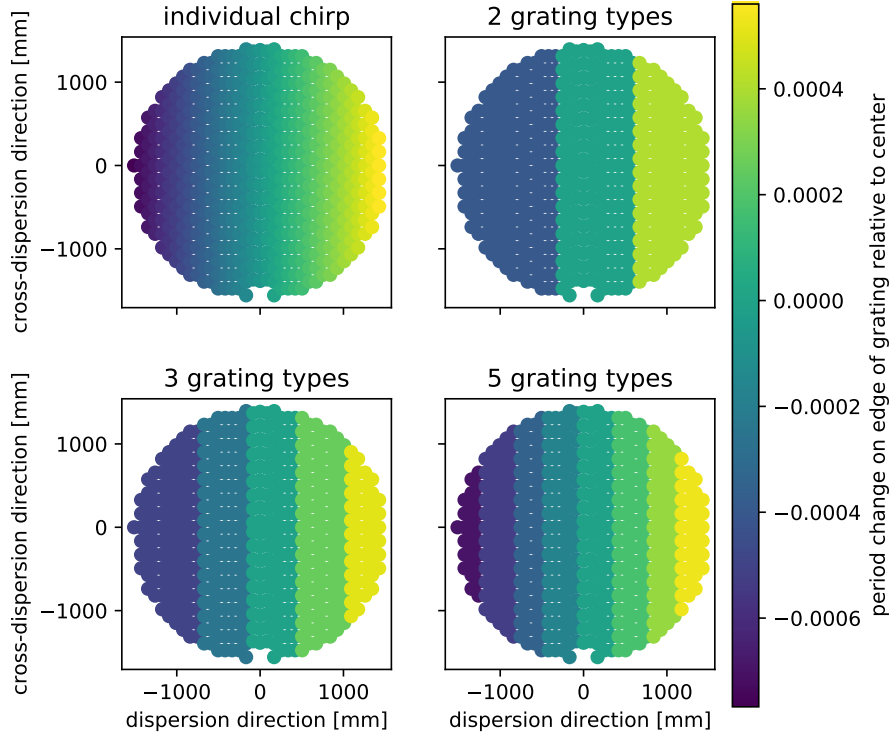 individual chirp
2 grating types
cross-dispersion direction [mm]
1000
0
−1000
−1000
0
1000
3 grating types
5 grating types
cross-dispersion direction [mm]
1000
0
−1000
−1000
0
1000
dispersion direction [mm]
−1000
0
1000
dispersion direction [mm]
0.0004
0.0002
0.0000
−0.0002
−0.0004
−0.0006
period change on edge of grating relative to center